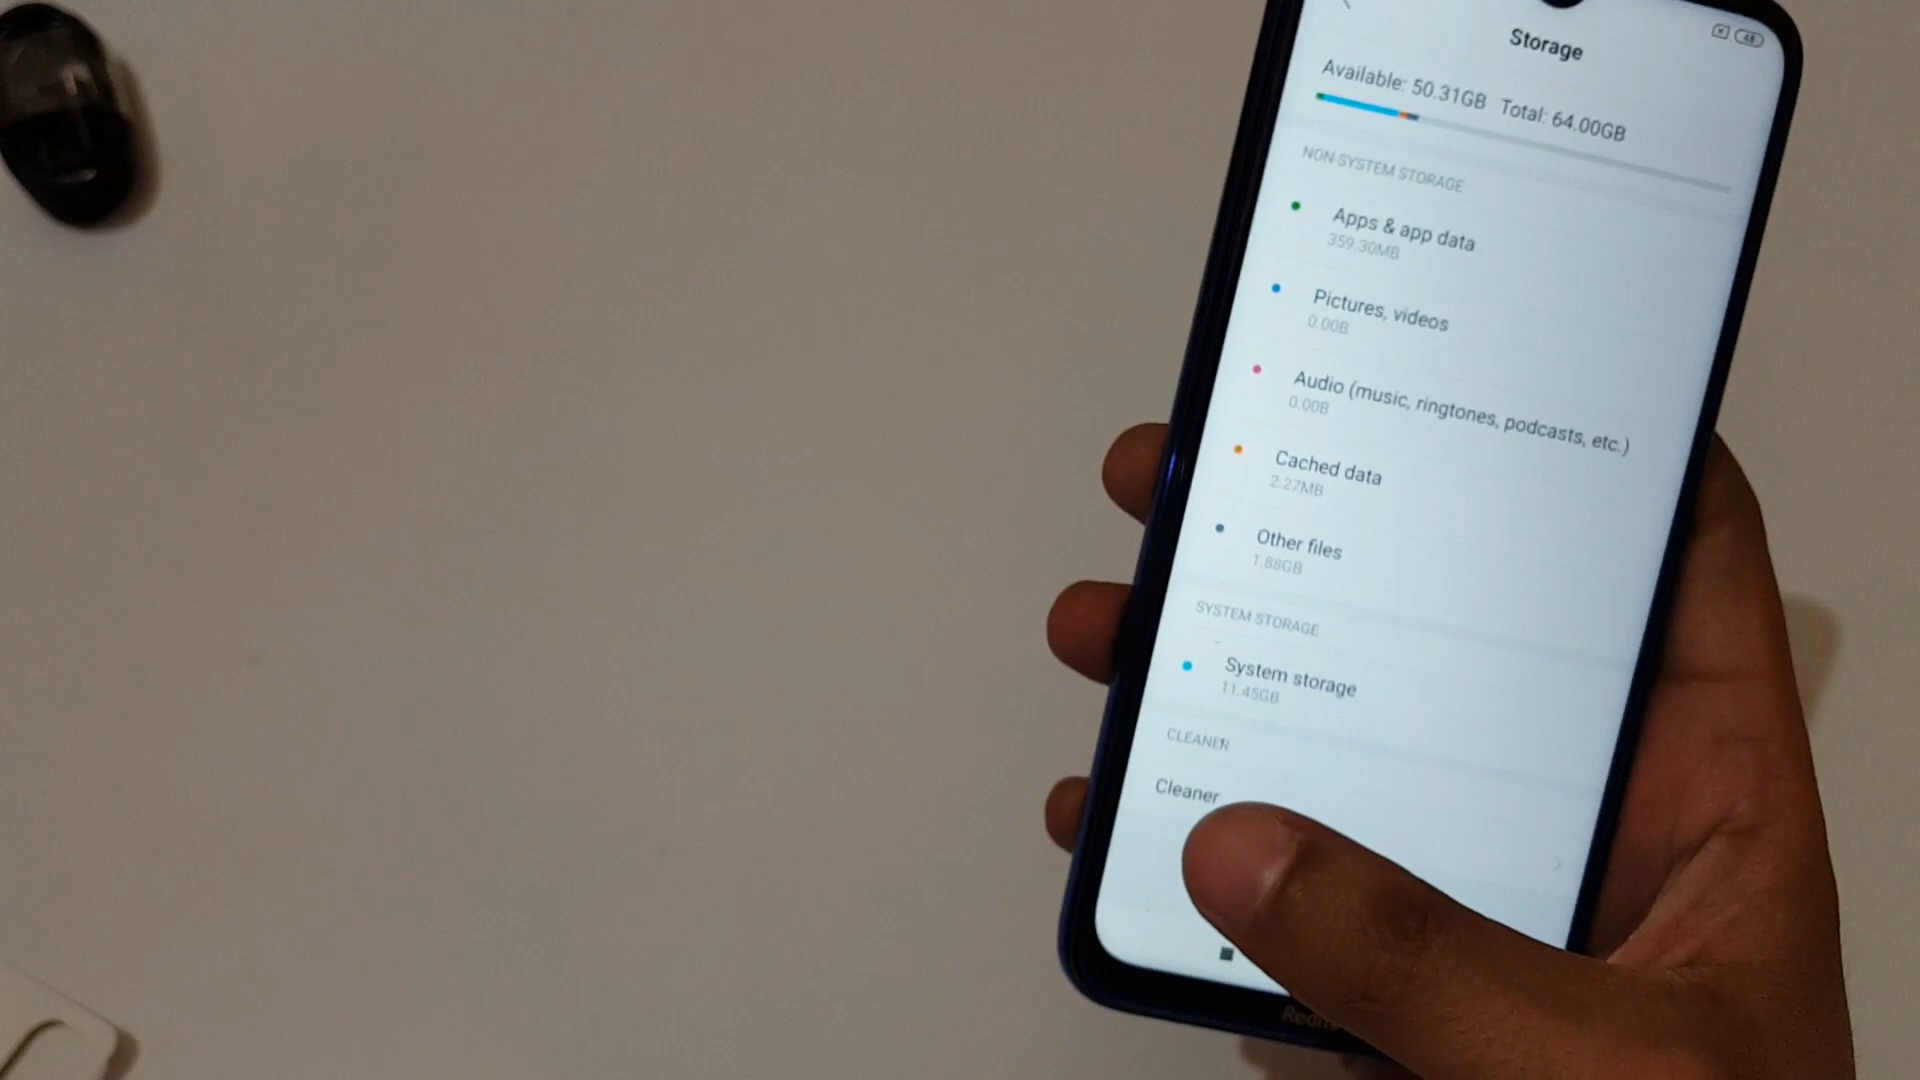 48
Storage
Available: 50.31GB Total: 64.00GB
NON-SYSTEM STORAGE
Apps & app data
359.30MB
Pictures, videos
0.00B
Audio (music, ringtones, podcasts, etc.)
0.00B
Cached data
2.27MB
Other files
1.88GB
SYSTEM STORAGE
System storage
11.45GB
CLEANER
Cleaner